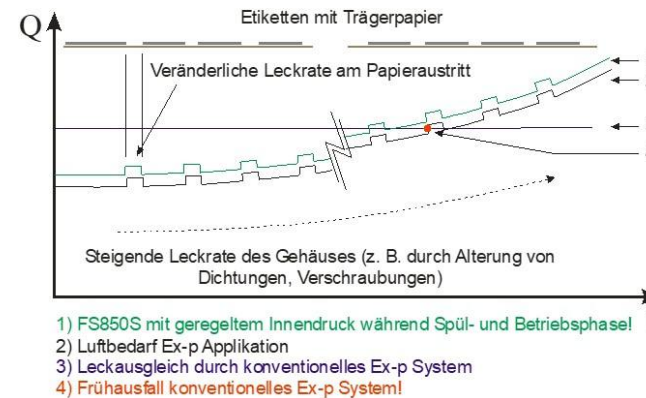 Etiketten mit Trägerpapier
Q
Veränderliche Leckrate am Papieraustritt
Steigende Leckrate des Gehäuses (z. B. durch Alterung von
Dichtungen, Verschraubungen)
1) FS850S mit geregeltem Innendruck während Spül- und Betriebsphase!
2) Luftbedarf Ex-p Applikation
3) Leckausgleich durch konventionelles Ex-p System
4) Frühausfall konventionelles Ex-p System!